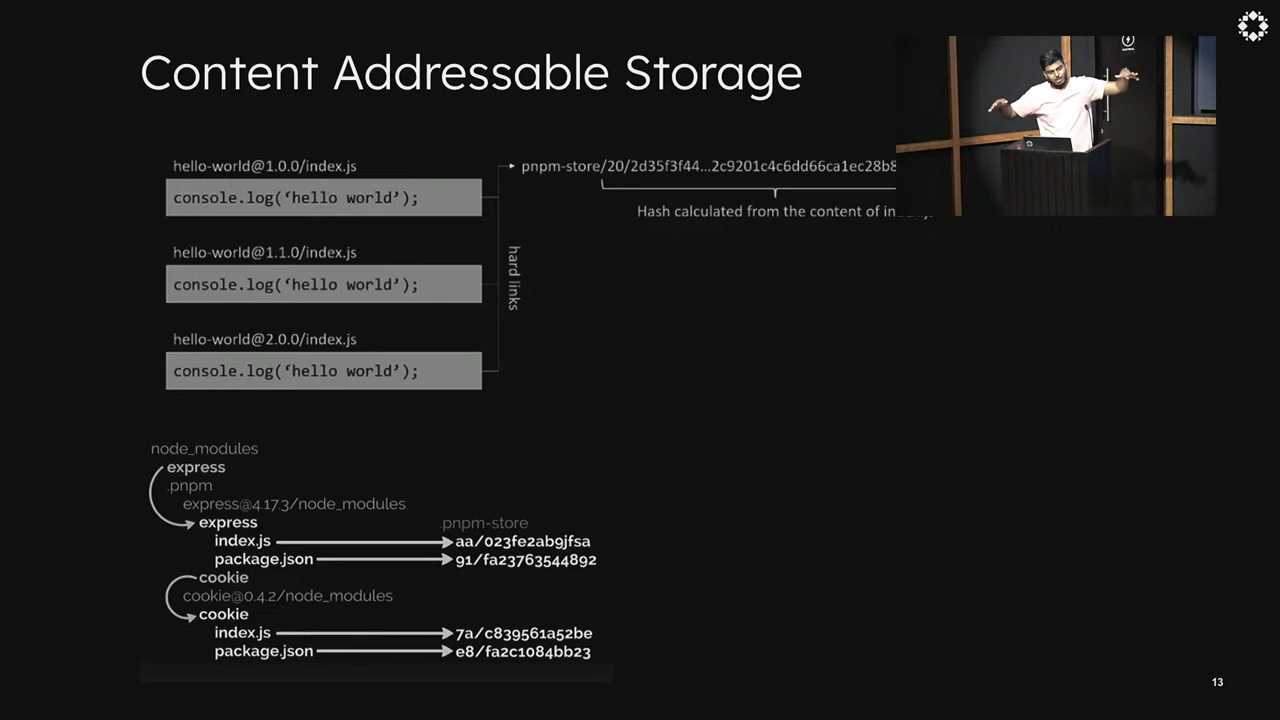 Content Addressable Storage
hello-world@1.0.0/index.js
console.log(‘hello world’);
pnpm-store/20/2d35f3f44...2c9201c4c6dd66ca1ec28b8
Hash calculated from the content of
hello-world@1.1.0/index.js
console.log(‘hello world’);
hard links
hello-world@2.0.0/index.js
console.log(‘hello world’);
node_modules
express
.pnpm
express@4.17.3/node_modules
express .pnpm-store
index.js aa/023fe2ab9jfsa
package.json 91/fa23763544892
cookie
cookie@0.4.2/node_modules
cookie
index.js 7a/c839561a52be
package.json e8/fa2c1084bb23
13